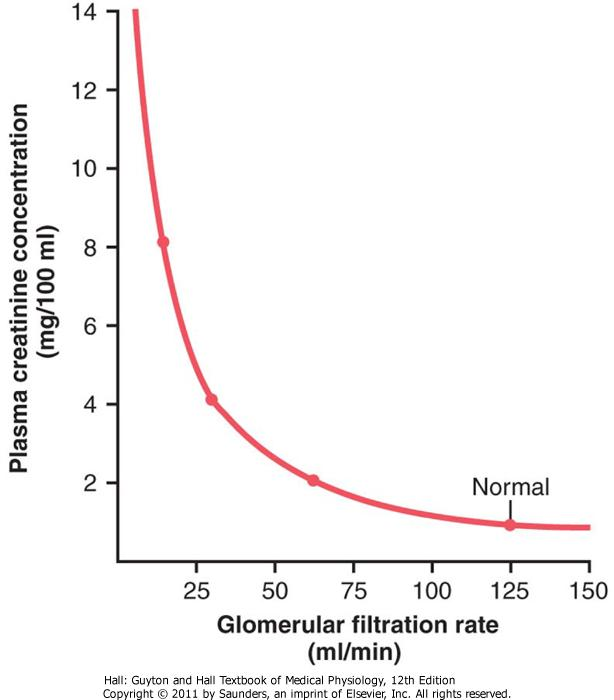 14
12
10
8
6
4
2
Plasma creatinine concentration
(mg/100 ml)
Normal
25 50 75 100 125 150
Glomerular filtration rate
(ml/min)
Hall: Guyton and Hall Textbook of Medical Physiology, 12th Edition
Copyright © 2011 by Saunders, an imprint of Elsevier, Inc. All rights reserved.